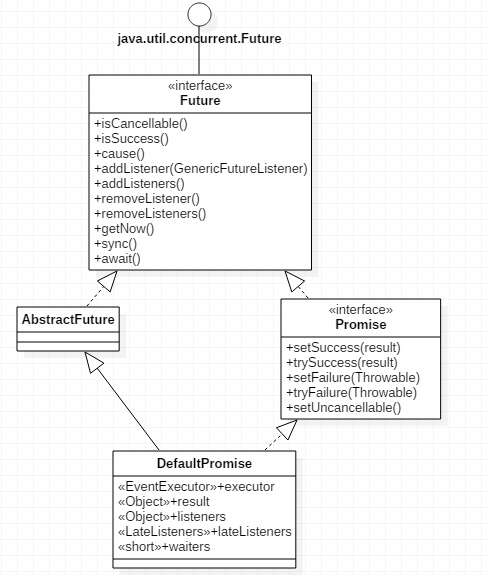 java.util.concurrent.Future
«interface»
Future
+isCancellable()
+isSuccess()
+cause()
+addListener(GenericFutureListener)
+addListeners()
+removeListener()
+removeListeners()
+getNow()
+sync()
+await()
AbstractFuture
«interface»
Promise
+setSuccess(result)
+trySuccess(result)
+setFailure(Throwable)
+tryFailure(Throwable)
+setUncancellable()
DefaultPromise
«EventExecutor»+executor
«Object»+result
«Object»+listeners
«LateListeners»+lateListeners
«short»+waiters